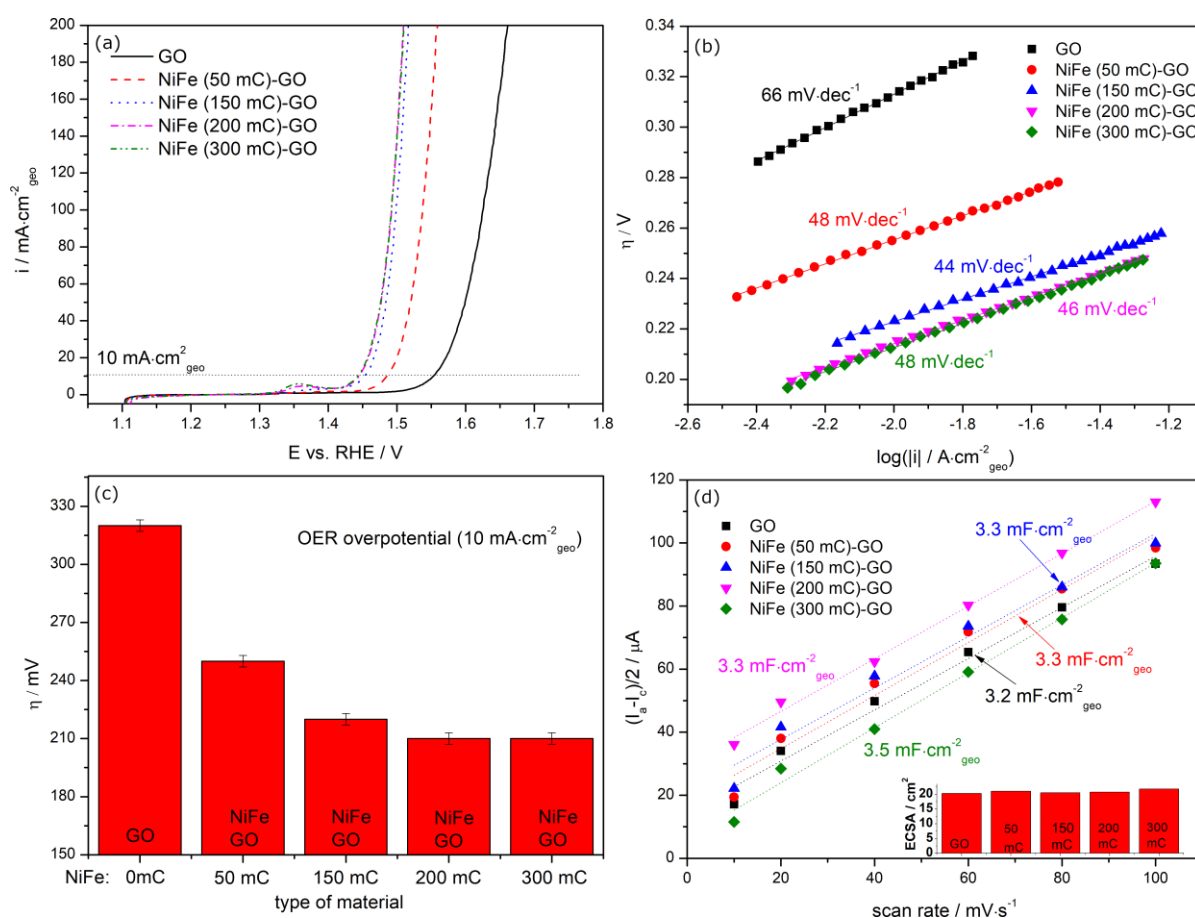 (a)
GO
NiFe (50 mC)-GO
NiFe (150 mC)-GO
NiFe (200 mC)-GO
NiFe (300 mC)-GO
10 mA·cm²geo
200
180
160
140
120
100
80
60
40
20
0
i / mA·cm⁻²geo
1.1 1.2 1.3 1.4 1.5 1.6 1.7 1.8
E vs. RHE / V
(b)
GO
NiFe (50 mC)-GO
NiFe (150 mC)-GO
NiFe (200 mC)-GO
NiFe (300 mC)-GO
66 mV·dec⁻¹
48 mV·dec⁻¹
44 mV·dec⁻¹
46 mV·dec⁻¹
48 mV·dec⁻¹
0.34
0.32
0.30
0.28
0.26
0.24
0.22
0.20
η / V
-2.6 -2.4 -2.2 -2.0 -1.8 -1.6 -1.4 -1.2
log(|i| / A·cm⁻²geo)
(c)
OER overpotential (10 mA·cm⁻²geo)
330
300
270
240
210
180
150
η / mV
GO
NiFe
GO
NiFe
GO
NiFe
GO
NiFe
GO
NiFe: 0mC 50 mC 150 mC 200 mC 300 mC
type of material
(d)
GO
NiFe (50 mC)-GO
NiFe (150 mC)-GO
NiFe (200 mC)-GO
NiFe (300 mC)-GO
3.3 mF·cm⁻²geo
3.3 mF·cm⁻²geo
3.3 mF·cm⁻²geo
3.2 mF·cm⁻²geo
3.5 mF·cm⁻²geo
120
100
80
60
40
20
0
(Iₐ-I꜀)/2 / μA
ECSA / cm²
20
15
10
5
0
GO
50
mC
150
mC
200
mC
300
mC
0 20 40 60 80 100
scan rate / mV·s⁻¹